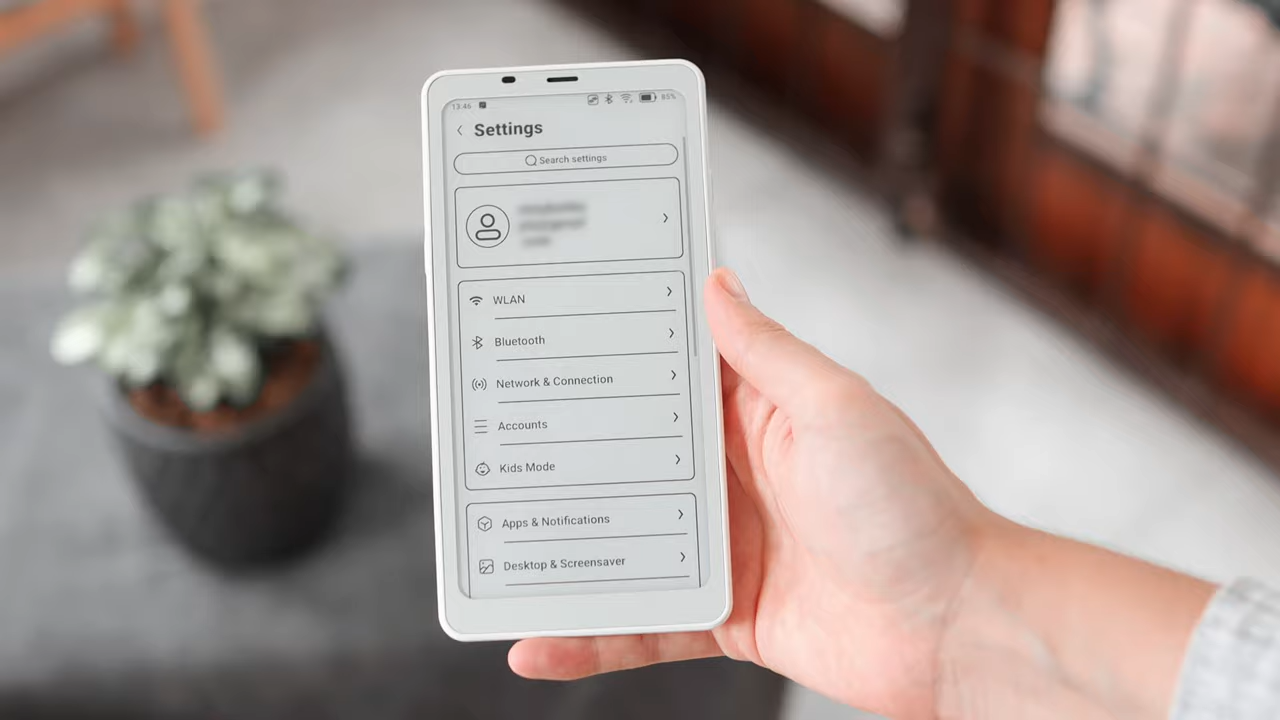 13:46 85%
Settings
Search settings
WLAN
Bluetooth
Network & Connection
Accounts
Kids Mode
Apps & Notifications
Desktop & Screensaver